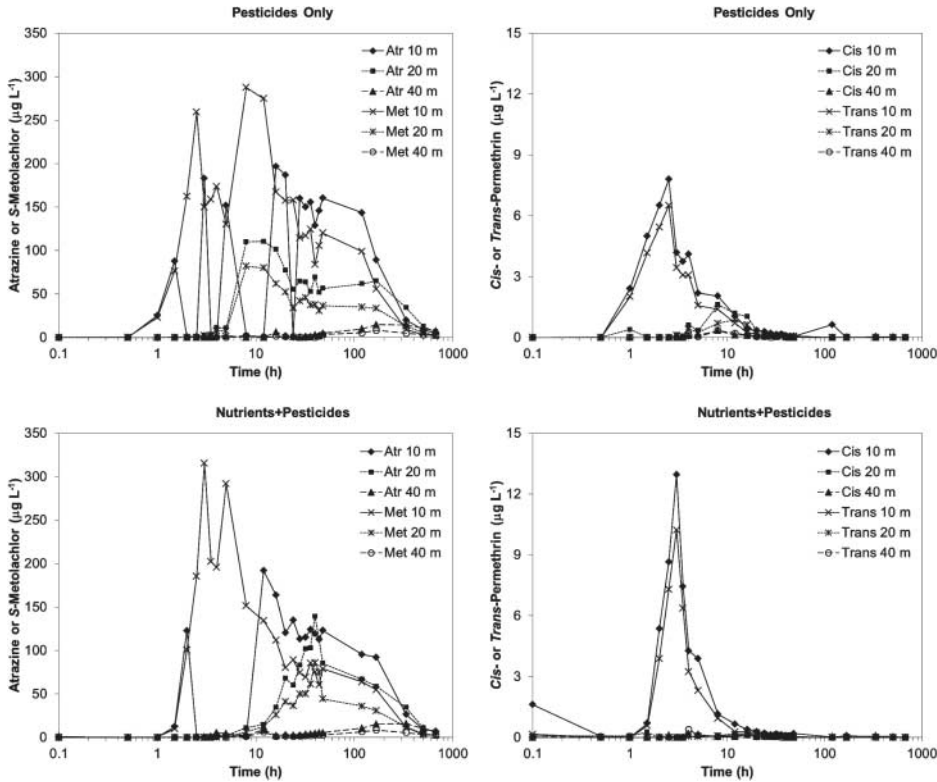 Pesticides Only
Atrazine or S-Metolachlor (µg L⁻¹)
350
300
250
200
150
100
50
0
Atr 10 m
Atr 20 m
Atr 40 m
Met 10 m
Met 20 m
Met 40 m
0.1 1 10 100 1000
Time (h)
Pesticides Only
Cis- or Trans-Permethrin (µg L⁻¹)
15
12
9
6
3
0
Cis 10 m
Cis 20 m
Cis 40 m
Trans 10 m
Trans 20 m
Trans 40 m
0.1 1 10 100 1000
Time (h)
Nutrients+Pesticides
Atrazine or S-Metolachlor (µg L⁻¹)
350
300
250
200
150
100
50
0
Atr 10 m
Atr 20 m
Atr 40 m
Met 10 m
Met 20 m
Met 40 m
0.1 1 10 100 1000
Time (h)
Nutrients+Pesticides
Cis- or Trans-Permethrin (µg L⁻¹)
15
12
9
6
3
0
Cis 10 m
Cis 20 m
Cis 40 m
Trans 10 m
Trans 20 m
Trans 40 m
0.1 1 10 100 1000
Time (h)